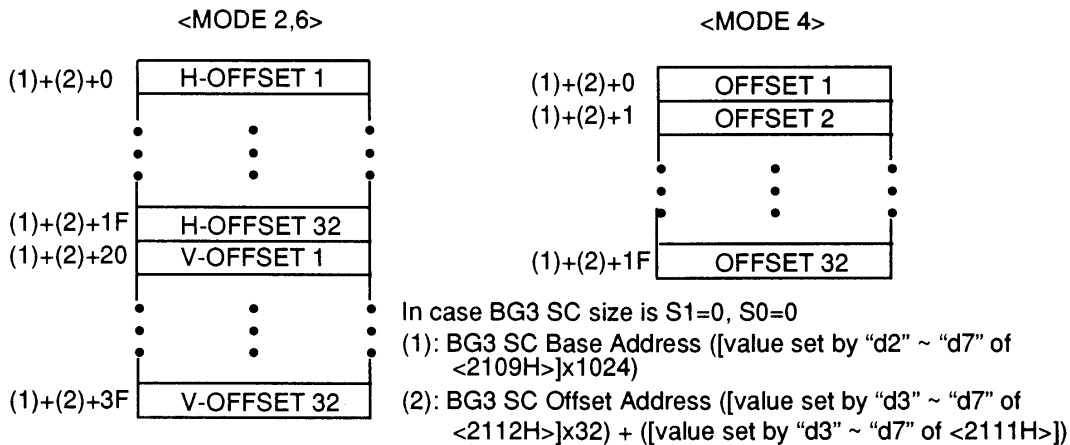 <MODE 2,6>
(1)+(2)+0 H-OFFSET 1
(1)+(2)+1F H-OFFSET 32
(1)+(2)+20 V-OFFSET 1
(1)+(2)+3F V-OFFSET 32
<MODE 4>
(1)+(2)+0 OFFSET 1
(1)+(2)+1 OFFSET 2
(1)+(2)+1F OFFSET 32
In case BG3 SC size is S1=0, S0=0
(1): BG3 SC Base Address ([value set by “d2” ~ “d7” of
<2109H>]x1024)
(2): BG3 SC Offset Address ([value set by “d3” ~ “d7” of
<2112H>]x32) + ([value set by “d3” ~ “d7” of <2111H>])